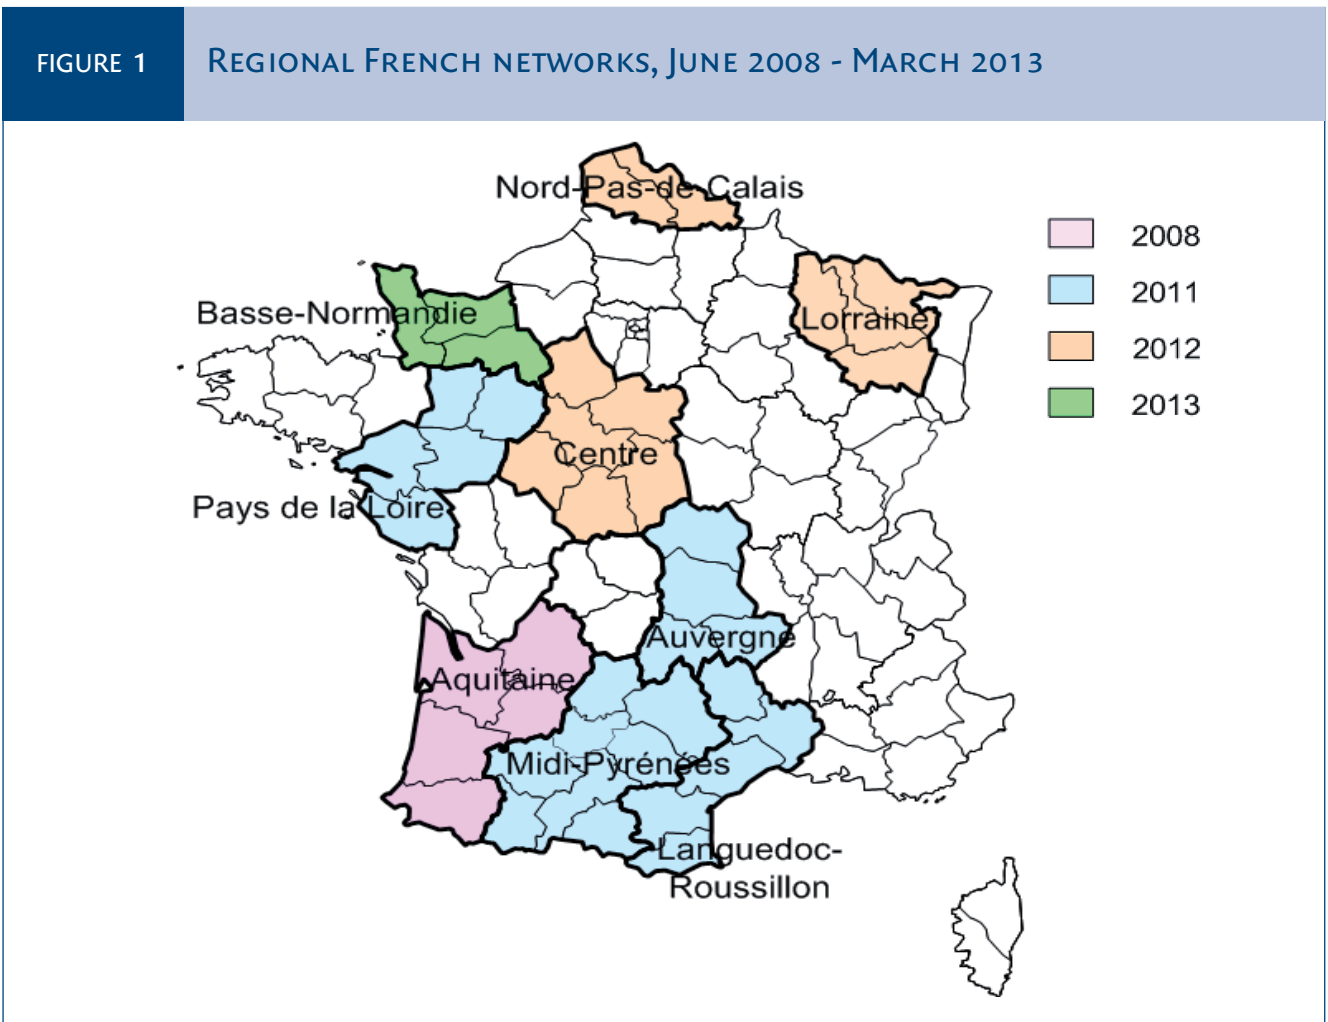 FIGURE 1
REGIONAL FRENCH NETWORKS, JUNE 2008 - MARCH 2013
Nord-Pas-de-Calais
2008
2011
2012
2013
Basse-Normandie
Lorraine
Centre
Pays de la Loire
Auvergne
Aquitaine
Midi-Pyrénées
Languedoc-
Roussillon